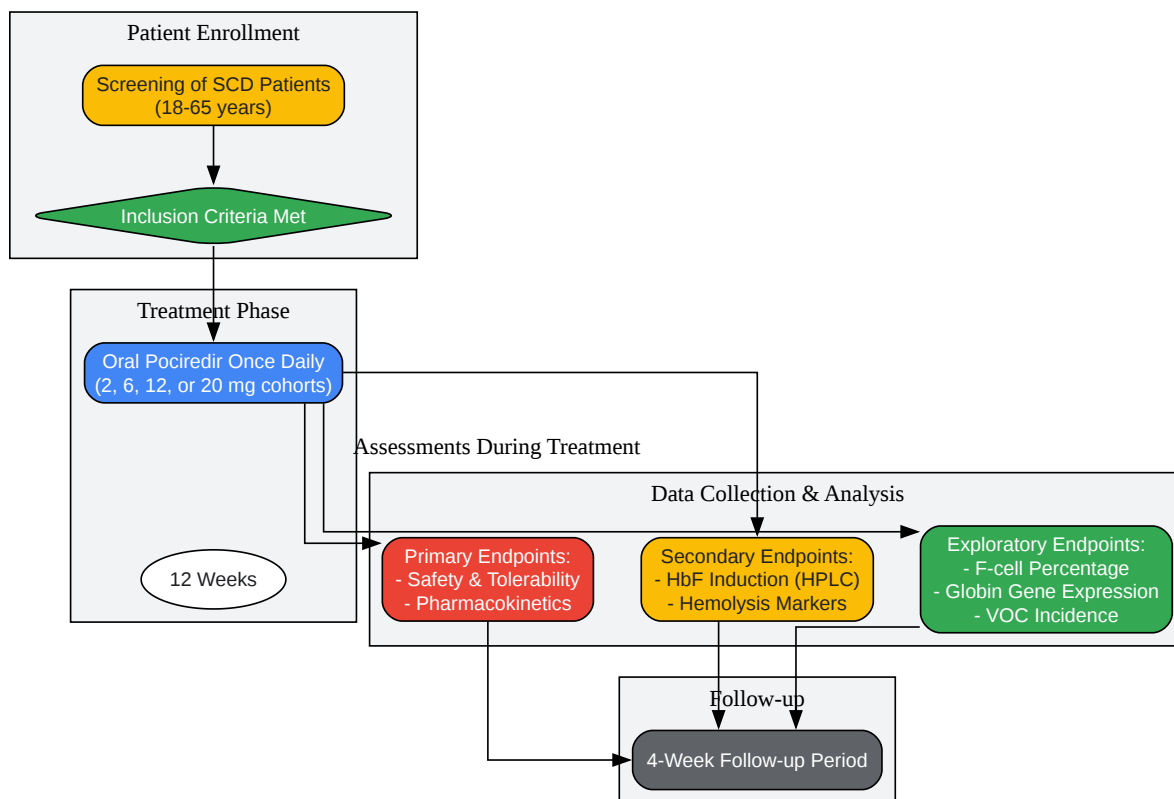 Patient Enrollment
Screening of SCD Patients
(18-65 years)
Inclusion Criteria Met
Treatment Phase
Oral Pociredir Once Daily
(2, 6, 12, or 20 mg cohorts)
12 Weeks
Assessments During Treatment
Data Collection & Analysis
Primary Endpoints:
- Safety & Tolerability
- Pharmacokinetics
Secondary Endpoints:
- HbF Induction (HPLC)
- Hemolysis Markers
Exploratory Endpoints:
- F-cell Percentage
- Globin Gene Expression
- VOC Incidence
Follow-up
4-Week Follow-up Period